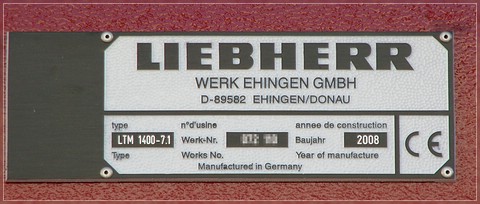 LIEBHERR
WERK EHINGEN GMBH
D-89582 EHINGEN/DONAU
type n°d'usine annee de construction
LTM 1400-7.1 Werk-Nr. Baujahr 2008
Type Works No. Year of manufacture
Manufactured in Germany
CE